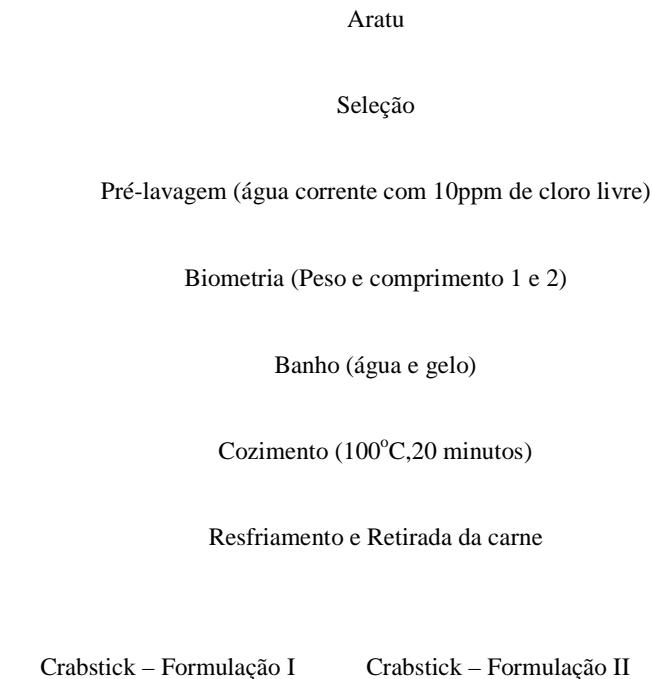 Aratu
Seleção
Pré-lavagem (água corrente com 10ppm de cloro livre)
Biometria (Peso e comprimento 1 e 2)
Banho (água e gelo)
Cozimento (100°C,20 minutos)
Resfriamento e Retirada da carne
Crabstick – Formulação I Crabstick – Formulação II